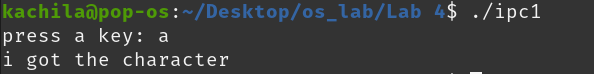 kachila@pop-os:~/Desktop/os_lab/Lab 4$ ./ipc1
press a key: a
i got the character